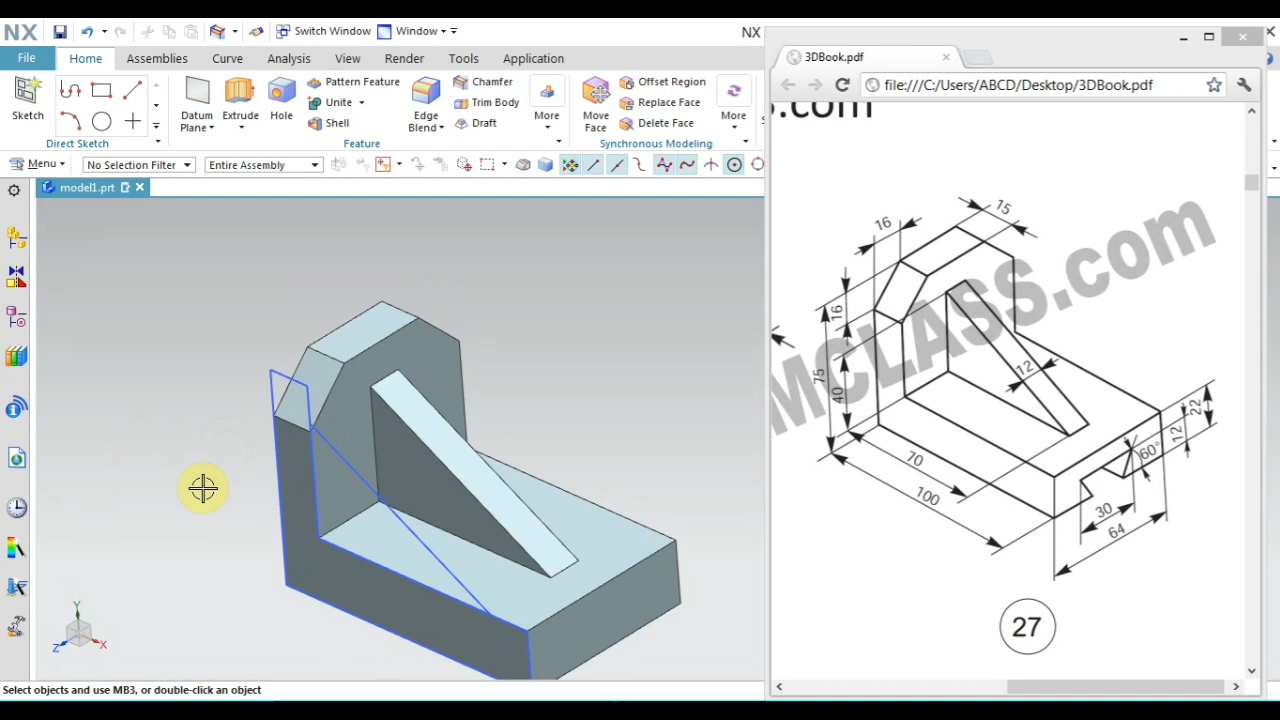 NX
Switch Window
Window
NX
File
Home
Assemblies
Curve
Analysis
View
Render
Tools
Application
Sketch
Direct Sketch
Datum
Plane
Extrude
Hole
Pattern Feature
Unite
Shell
Edge
Blend
Chamfer
Trim Body
Draft
More
Feature
Move
Face
Offset Region
Replace Face
Delete Face
More
Synchronous Modeling
Menu
No Selection Filter
Entire Assembly
model1.prt
Y
Z
X
Select objects and use MB3, or double-click an object
3DBook.pdf
file:///C:/Users/ABCD/Desktop/3DBook.pdf
s.com
MCLASS.com
16
15
16
75
40
12
70
100
22
12
60°
30
64
27